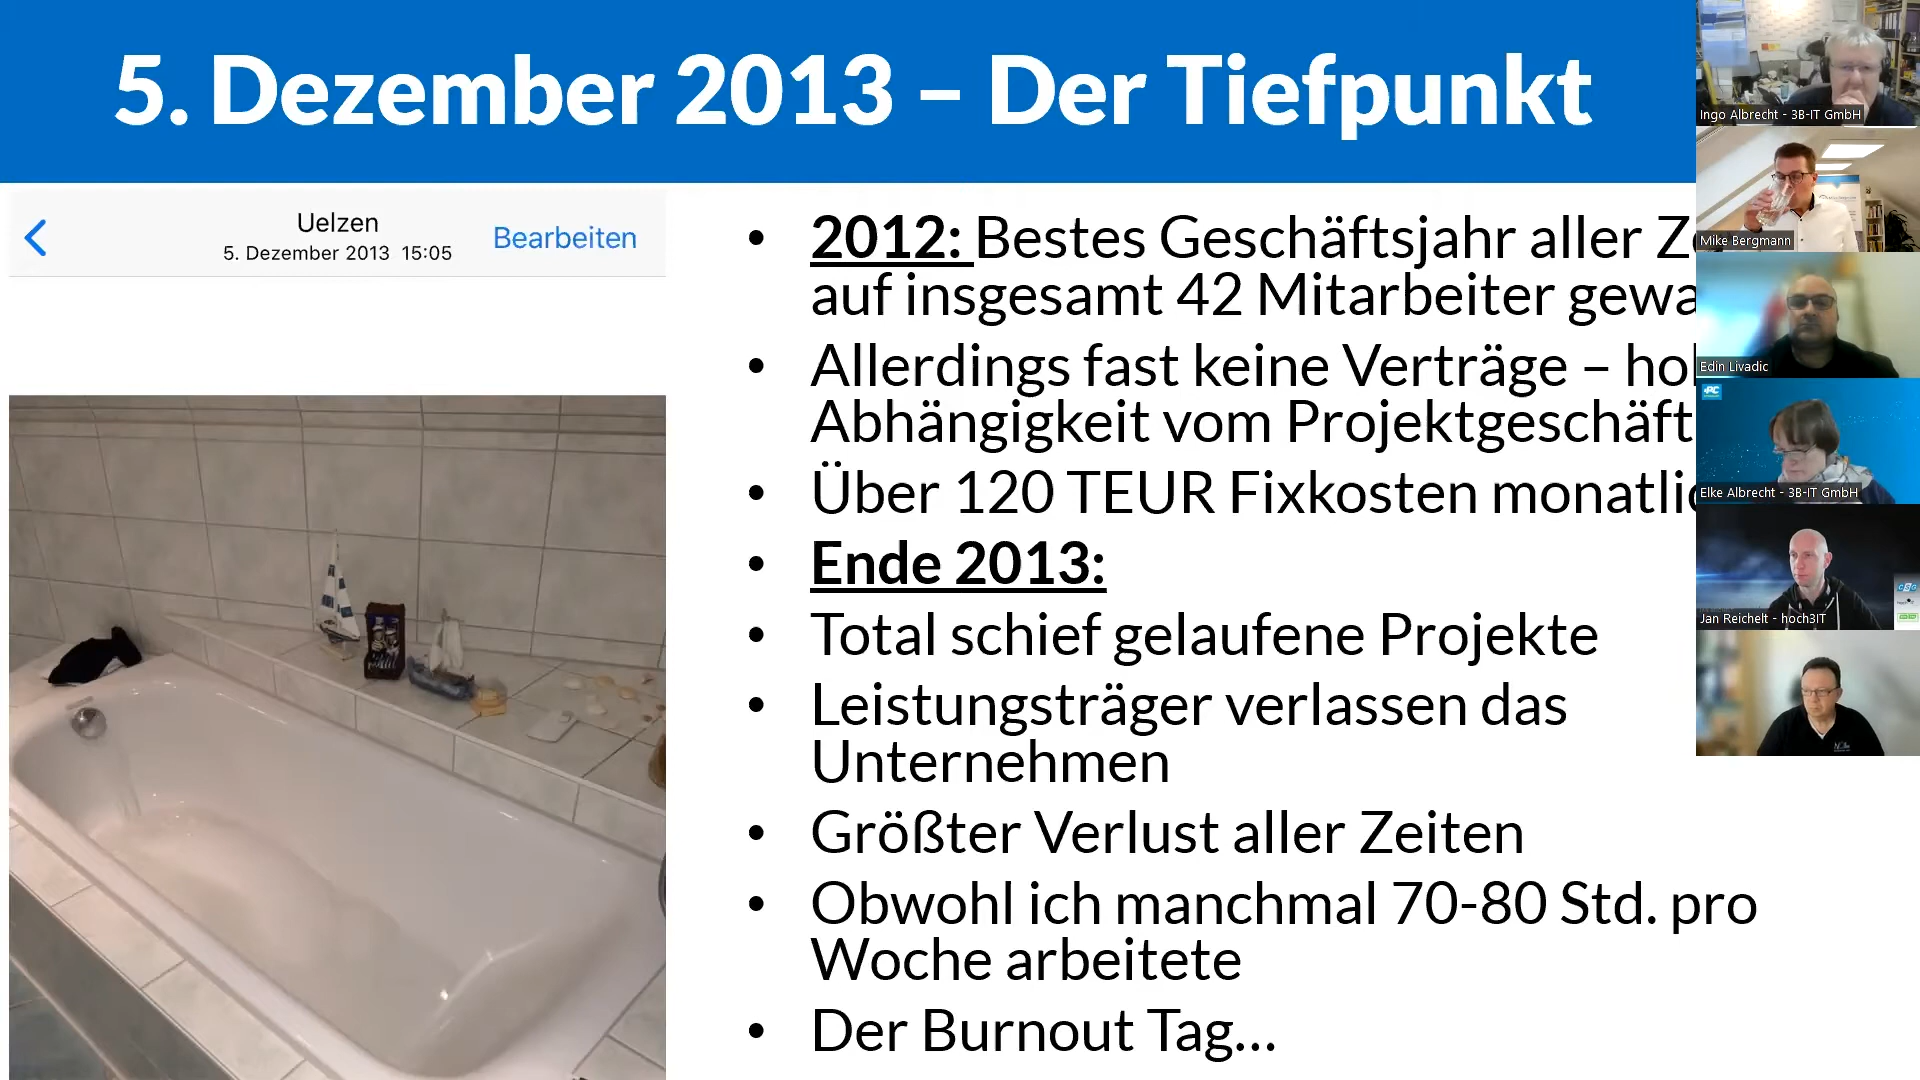 5. Dezember 2013 – Der Tiefpunkt
Uelzen
5. Dezember 2013 15:05
Bearbeiten
• 2012: Bestes Geschäftsjahr aller
auf insgesamt 42 Mitarbeiter
• Allerdings fast keine Verträge –
Abhängigkeit vom Projektgeschäft
• Über 120 TEUR Fixkosten
• Ende 2013:
• Total schief gelaufene Projekte
• Leistungsträger verlassen das
Unternehmen
• Größter Verlust aller Zeiten
• Obwohl ich manchmal 70-80 Std. pro
Woche arbeitete
• Der Burnout Tag...
Ingo Albrecht - 3B-IT GmbH
Mike Bergmann
Edin Livadic
PC
Elke Albrecht - 3B-IT GmbH
Jan Reichelt - hoch3IT